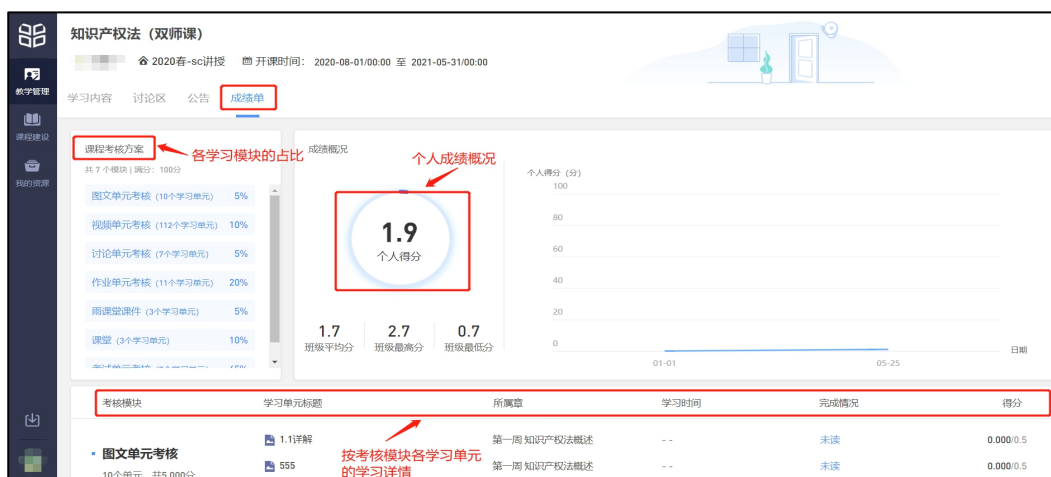 知识产权法（双师课）
2020春-sc讲授 开课时间： 2020-08-01/00:00 至 2021-05-31/00:00
教学管理
学习内容 讨论区 公告 成绩单
课程建设
我的资源
课程考核方案
各学习模块的占比
成绩概况
个人成绩概况
共 7 个模块 | 满分：100分
图文单元考核（10个学习单元） 5%
视频单元考核（112个学习单元） 10%
讨论单元考核（7个学习单元） 5%
作业单元考核（11个学习单元） 20%
雨课堂课件（3个学习单元） 5%
课堂（3个学习单元） 10%
1.9
个人得分
1.7 2.7 0.7
班级平均分 班级最高分 班级最低分
个人得分（分）
100
80
60
40
20
0
日期
01-01 05-25
考核模块 学习单元标题 所属章 学习时间 完成情况 得分
图文单元考核
10个单元，共5.000分
1.1详解 第一周 知识产权法概述 -- 未读 0.000/0.5
555 第一周 知识产权法概述 -- 未读 0.000/0.5
按考核模块各学习单元
的学习详情